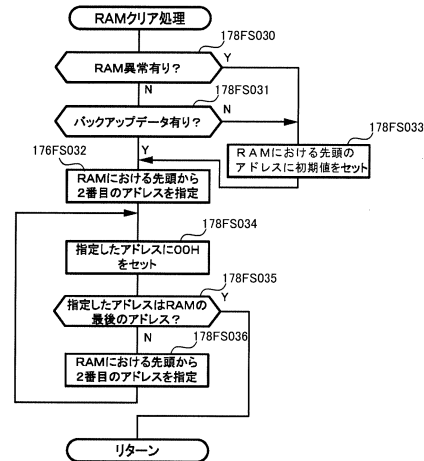 RAMクリア処理
178FS030
RAM異常有り？
Y
N
178FS031
バックアップデータ有り？
N
Y
178FS033
RAMにおける先頭の
アドレスに初期値をセット
176FS032
RAMにおける先頭から
2番目のアドレスを指定
178FS034
指定したアドレスに00H
をセット
178FS035
指定したアドレスはRAMの
最後のアドレス？
Y
N
178FS036
RAMにおける先頭から
2番目のアドレスを指定
リターン